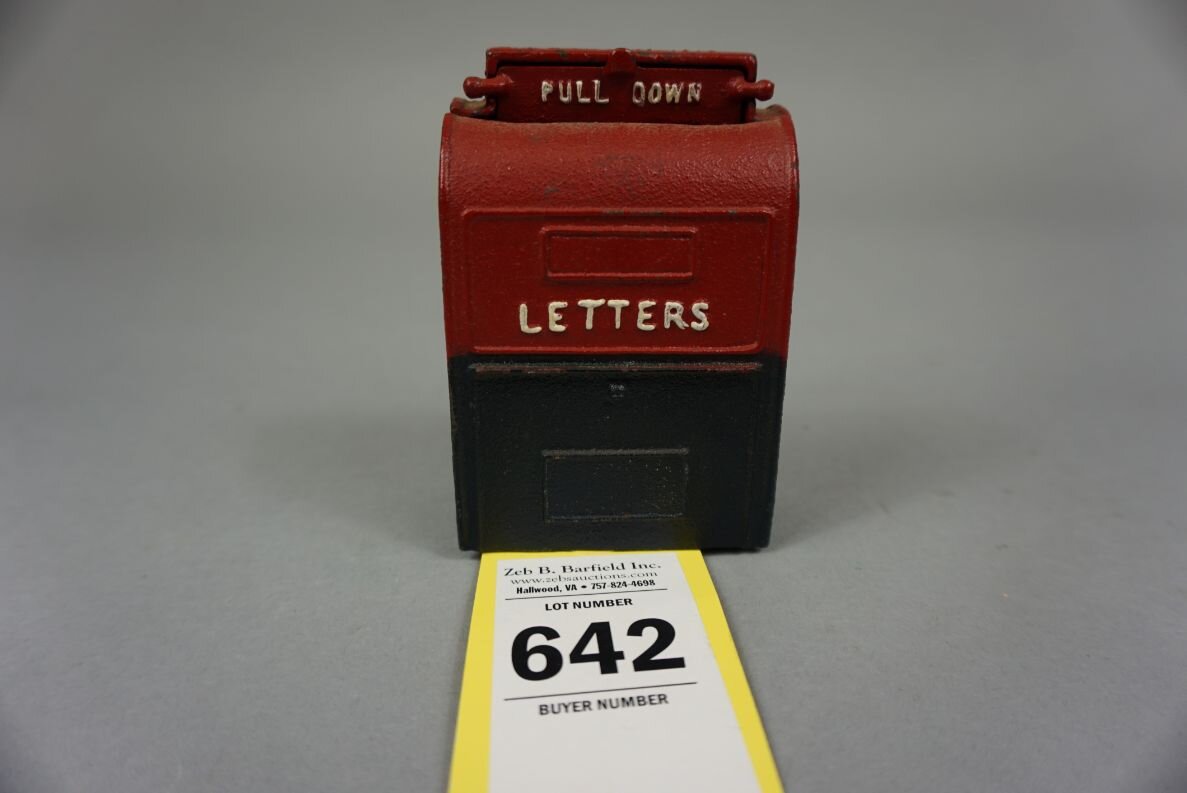 PULL DOWN
LETTERS
Zeb B. Barfield Inc.
www.zebsauctions.com
Hallwood, VA • 757-824-4698
LOT NUMBER
642
BUYER NUMBER